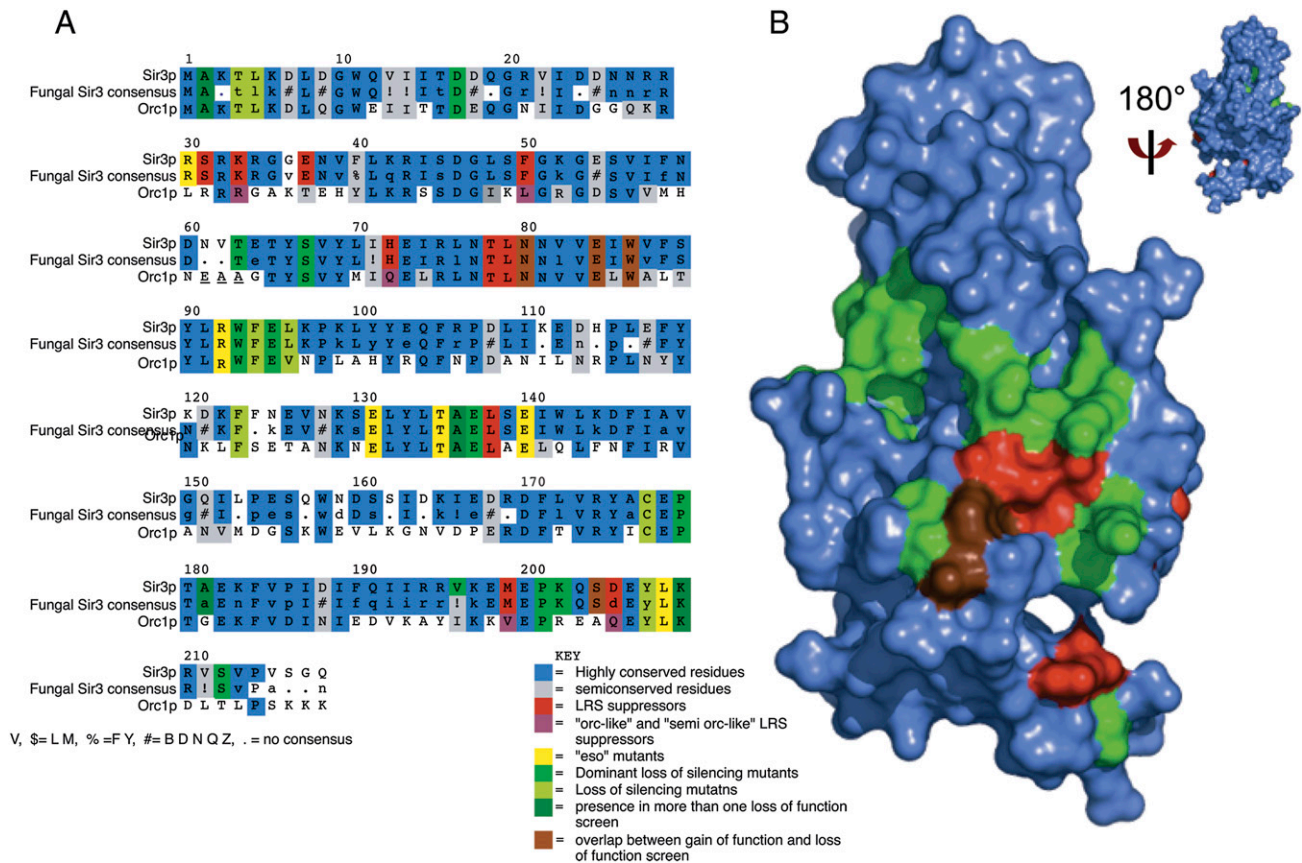 A
B
1 10 20
Sir3p M A K T L K D L D G W Q V I I T D D Q G R V I D D N N R R
Fungal Sir3 consensus M A . t l k # L # G W Q ! ! I t D # . G r ! I . # n n r R
Orc1p M A K T L K D L Q G W E I I T T D E Q G N I I D G G Q K R
30 40 50
Sir3p R S R K R G G E N V F L K R I S D G L S F G K G E S V I F N
Fungal Sir3 consensus R S R K R G v E N v % L q R I s D G L S F G k G # S V I f N
Orc1p L R R R G A K T E H Y L K R S S D G I K L G R G D S V V M H
60 70 80
Sir3p D N V T E T Y S V Y L I H E I R L N T L N N V V E I W V F S
Fungal Sir3 consensus D . . T e T Y S V Y L ! H E I R l N T L N N l v E I W v F S
Orc1p N E A A G T Y S V Y M I Q E L R L N T L N N V V E L W A L T
90 100 110
Sir3p Y L R W F E L K P K L Y Y E Q F R P D L I K E D H P L E F Y
Fungal Sir3 consensus Y L R W F E L K P k L y Y e Q F r P # L I . E n . p . # F Y
Orc1p Y L R W F E V N P L A H Y R Q F N P D A N I L N R P L N Y Y
120 130 140
Sir3p K D K F F N E V N K S E L Y L T A E L S E I W L K D F I A V
Fungal Sir3 consensus N # K F . k E V # K s E l Y L T A E L S E I W L k D F I a v
Orc1p N K L F S E T A N K N E L Y L T A E L A E L Q L F N F I R V
150 160 170
Sir3p G Q I L P E S Q W N D S S I D K I E D R D F L V R Y A C E P
Fungal Sir3 consensus g # I . p e s . w d D s . I . k ! e # . D F l V R Y a C E P
Orc1p A N V M D G S K W E V L K G N V D P E R D F T V R Y I C E P
180 190 200
Sir3p T A E K F V P I D I F Q I I R R V K E M E P K Q S D E Y L K
Fungal Sir3 consensus T a E n F v p I # I f q i i r r ! k E M E P K Q S d E y L K
Orc1p T G E K F V D I N I E D V K A Y I K K V E P R E A Q E Y L K
210
Sir3p R V S V P V S G Q
Fungal Sir3 consensus R ! S v P a . . n
Orc1p D L T L P S K K K
V, $= L M, % =F Y, #= B D N Q Z, . = no consensus
KEY
= Highly conserved residues
= semiconserved residues
= LRS suppressors
= "orc-like" and "semi orc-like" LRS
suppressors
= "eso" mutants
= Dominant loss of silencing mutants
= Loss of silencing mutatns
= presence in more than one loss of function
screen
= overlap between gain of function and loss
of function screen
180°